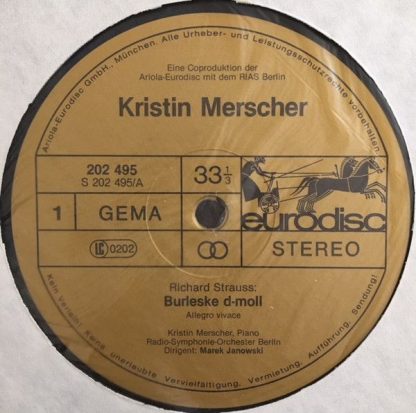 Ariola-Eurodisc GmbH., München. Alle Urheber- und Leistungsschutzrechte vorbehalten
Eine Coproduktion der
Ariola-Eurodisc mit dem RIAS Berlin
Kristin Merscher
202 495
S 202 495/A
33 1/3
1
GEMA
eurodisc
LC 0202
STEREO
Richard Strauss:
Burleske d-moll
Allegro vivace
Kristin Merscher, Piano
Radio-Symphonie-Orchester Berlin
Dirigent: Marek Janowski
Kein Verleih! Keine unerlaubte Vervielfältigung, Vermietung, Aufführung, Sendung!